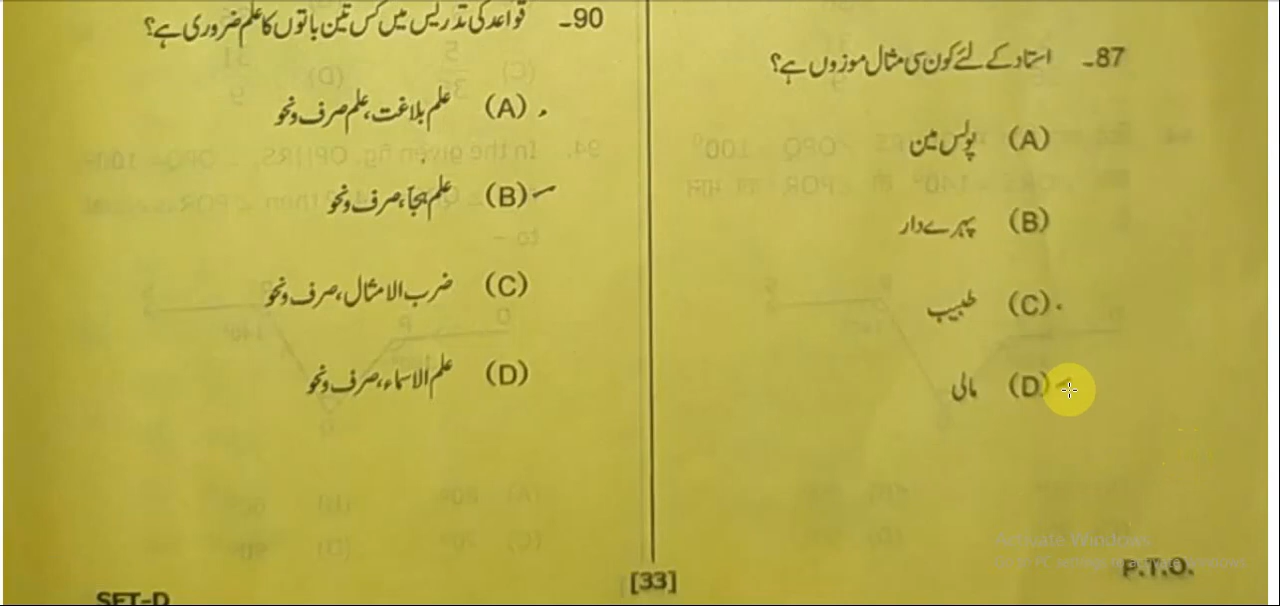 87۔ استاد کے لئے کون سی مثال موزوں ہے؟
(A) پولس مین
(B) پہرے دار
(C) طبیب
(D) مالی
90۔ قواعد کی تدریس میں کس تین باتوں کا علم ضروری ہے؟
(A) علم بلاغت، علم صرف ونحو
(B) علم ہجا، صرف ونحو
(C) ضرب الامثال، صرف ونحو
(D) علم الاسماء، صرف ونحو
Activate Windows
SET-D
[33]
P.T.O.